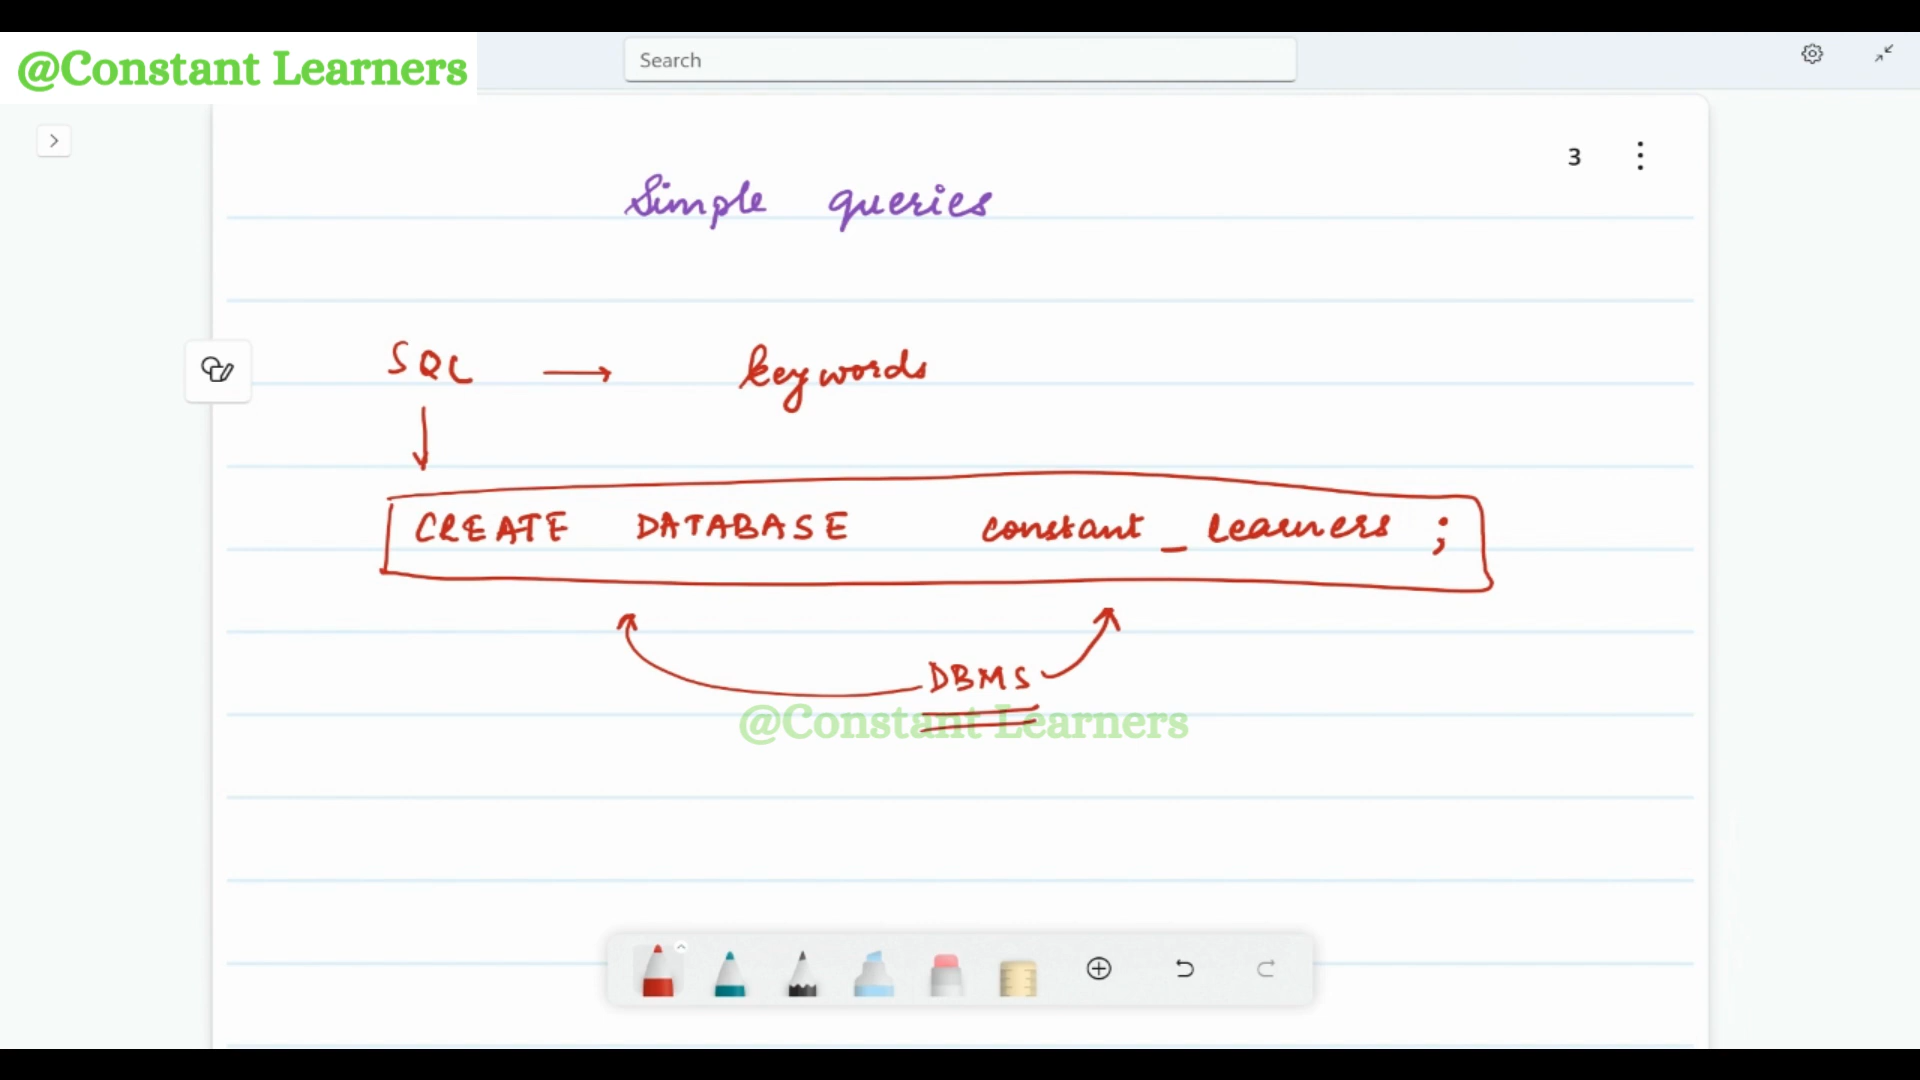 @Constant Learners
Search
3
Simple queries
SQL → keywords
CREATE DATABASE constant_learners ;
DBMS
@Constant Learners